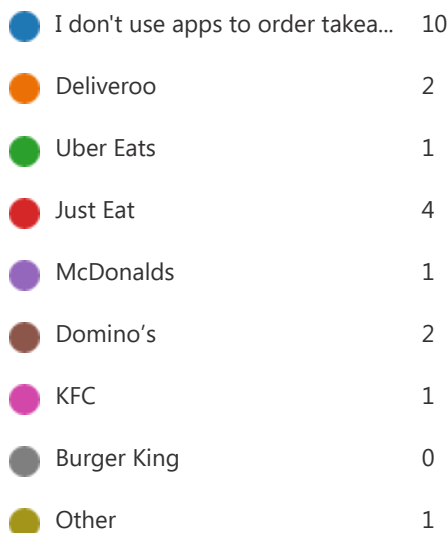 I don't use apps to order takea... 10
Deliveroo 2
Uber Eats 1
Just Eat 4
McDonalds 1
Domino’s 2
KFC 1
Burger King 0
Other 1